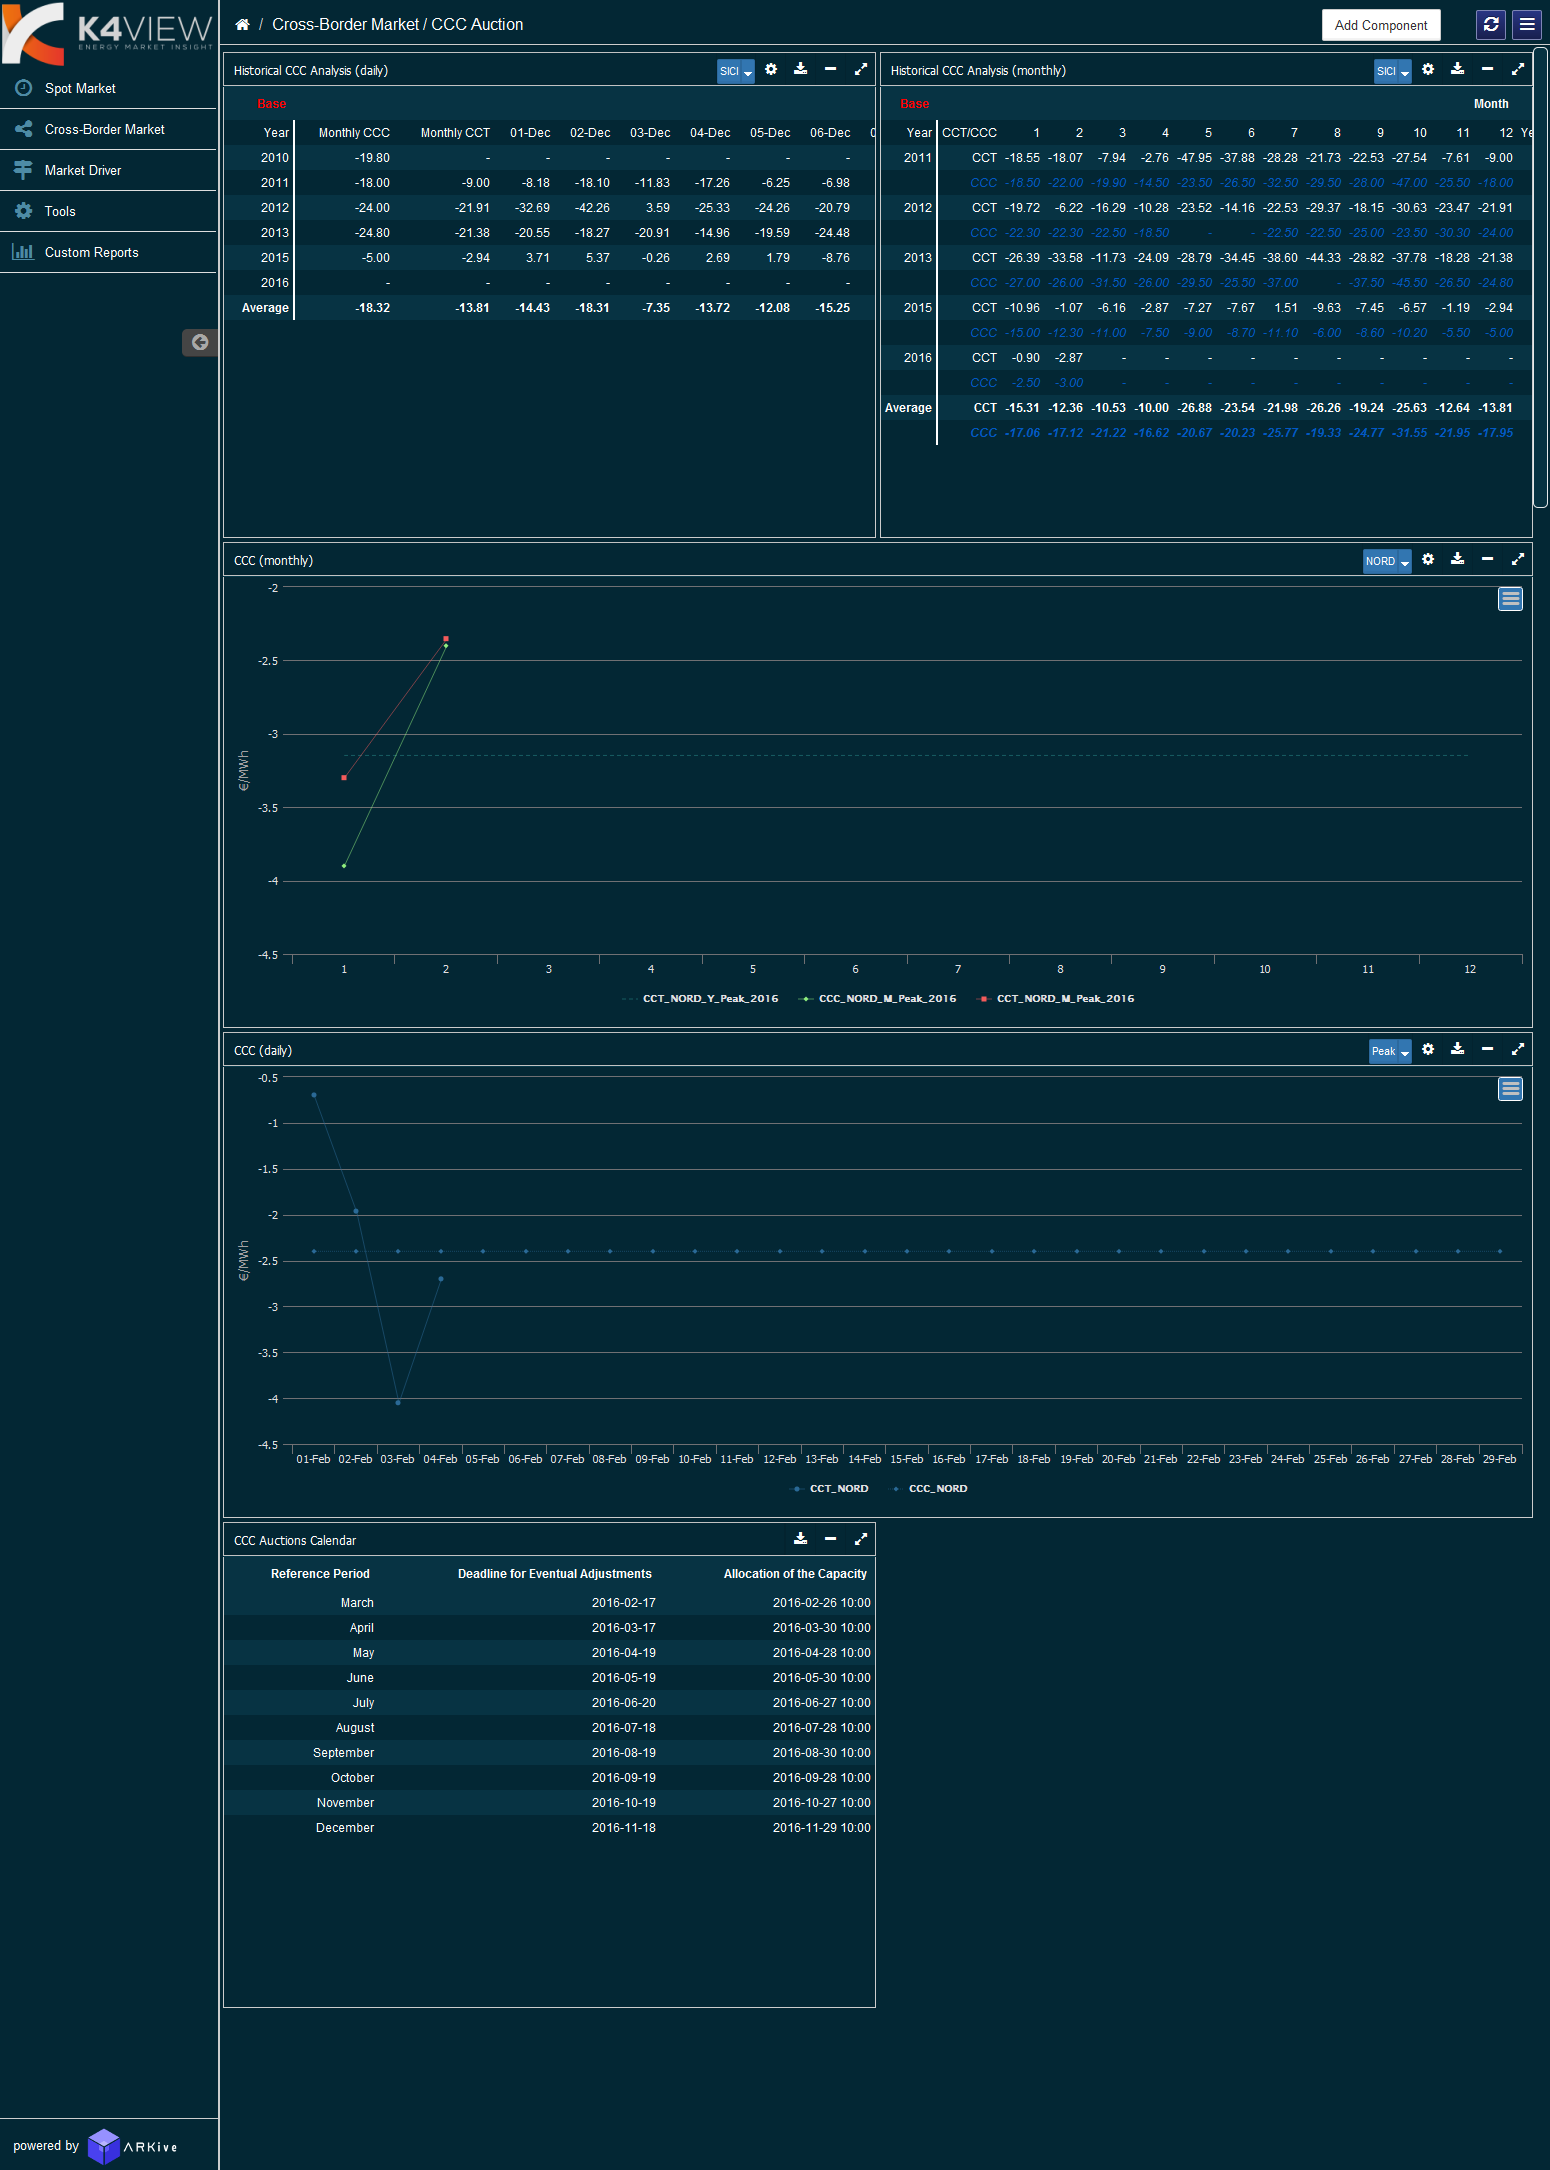 K4VIEW
ENERGY MARKET INSIGHT
Spot Market
Cross-Border Market
Market Driver
Tools
Custom Reports
/ Cross-Border Market / CCC Auction
Add Component
Historical CCC Analysis (daily)
SICI
Base
Year Monthly CCC Monthly CCT 01-Dec 02-Dec 03-Dec 04-Dec 05-Dec 06-Dec
2010 -19.80 - - - - - - -
2011 -18.00 -9.00 -8.18 -18.10 -11.83 -17.26 -6.25 -6.98
2012 -24.00 -21.91 -32.69 -42.26 3.59 -25.33 -24.26 -20.79
2013 -24.80 -21.38 -20.55 -18.27 -20.91 -14.96 -19.59 -24.48
2015 -5.00 -2.94 3.71 5.37 -0.26 2.69 1.79 -8.76
2016 - - - - - - - -
Average -18.32 -13.81 -14.43 -18.31 -7.35 -13.72 -12.08 -15.25
Historical CCC Analysis (monthly)
SICI
Base Month
Year CCT/CCC 1 2 3 4 5 6 7 8 9 10 11 12 Ye
2011 CCT -18.55 -18.07 -7.94 -2.76 -47.95 -37.88 -28.28 -21.73 -22.53 -27.54 -7.61 -9.00
CCC -18.50 -22.00 -19.90 -14.50 -23.50 -26.50 -32.50 -29.50 -28.00 -47.00 -25.50 -18.00
2012 CCT -19.72 -6.22 -16.29 -10.28 -23.52 -14.16 -22.53 -29.37 -18.15 -30.63 -23.47 -21.91
CCC -22.30 -22.30 -22.50 -18.50 - - -22.50 -22.50 -25.00 -23.50 -30.30 -24.00
2013 CCT -26.39 -33.58 -11.73 -24.09 -28.79 -34.45 -38.60 -44.33 -28.82 -37.78 -18.28 -21.38
CCC -27.00 -26.00 -31.50 -26.00 -29.50 -25.50 -37.00 - -37.50 -45.50 -26.50 -24.80
2015 CCT -10.96 -1.07 -6.16 -2.87 -7.27 -7.67 1.51 -9.63 -7.45 -6.57 -1.19 -2.94
CCC -15.00 -12.30 -11.00 -7.50 -9.00 -8.70 -11.10 -6.00 -8.60 -10.20 -5.50 -5.00
2016 CCT -0.90 -2.87 - - - - - - - - - -
CCC -2.50 -3.00 - - - - - - - - - -
Average CCT -15.31 -12.36 -10.53 -10.00 -26.88 -23.54 -21.98 -26.26 -19.24 -25.63 -12.64 -13.81
CCC -17.06 -17.12 -21.22 -16.62 -20.67 -20.23 -25.77 -19.33 -24.77 -31.55 -21.95 -17.95
CCC (monthly)
NORD
-2
-2.5
-3
-3.5
-4
-4.5
€/MWh
1 2 3 4 5 6 7 8 9 10 11 12
CCT_NORD_Y_Peak_2016 CCC_NORD_M_Peak_2016 CCT_NORD_M_Peak_2016
CCC (daily)
Peak
-0.5
-1
-1.5
-2
-2.5
-3
-3.5
-4
-4.5
€/MWh
01-Feb 02-Feb 03-Feb 04-Feb 05-Feb 06-Feb 07-Feb 08-Feb 09-Feb 10-Feb 11-Feb 12-Feb 13-Feb 14-Feb 15-Feb 16-Feb 17-Feb 18-Feb 19-Feb 20-Feb 21-Feb 22-Feb 23-Feb 24-Feb 25-Feb 26-Feb 27-Feb 28-Feb 29-Feb
CCT_NORD CCC_NORD
CCC Auctions Calendar
Reference Period Deadline for Eventual Adjustments Allocation of the Capacity
March 2016-02-17 2016-02-26 10:00
April 2016-03-17 2016-03-30 10:00
May 2016-04-19 2016-04-28 10:00
June 2016-05-19 2016-05-30 10:00
July 2016-06-20 2016-06-27 10:00
August 2016-07-18 2016-07-28 10:00
September 2016-08-19 2016-08-30 10:00
October 2016-09-19 2016-09-28 10:00
November 2016-10-19 2016-10-27 10:00
December 2016-11-18 2016-11-29 10:00
powered by ARKive